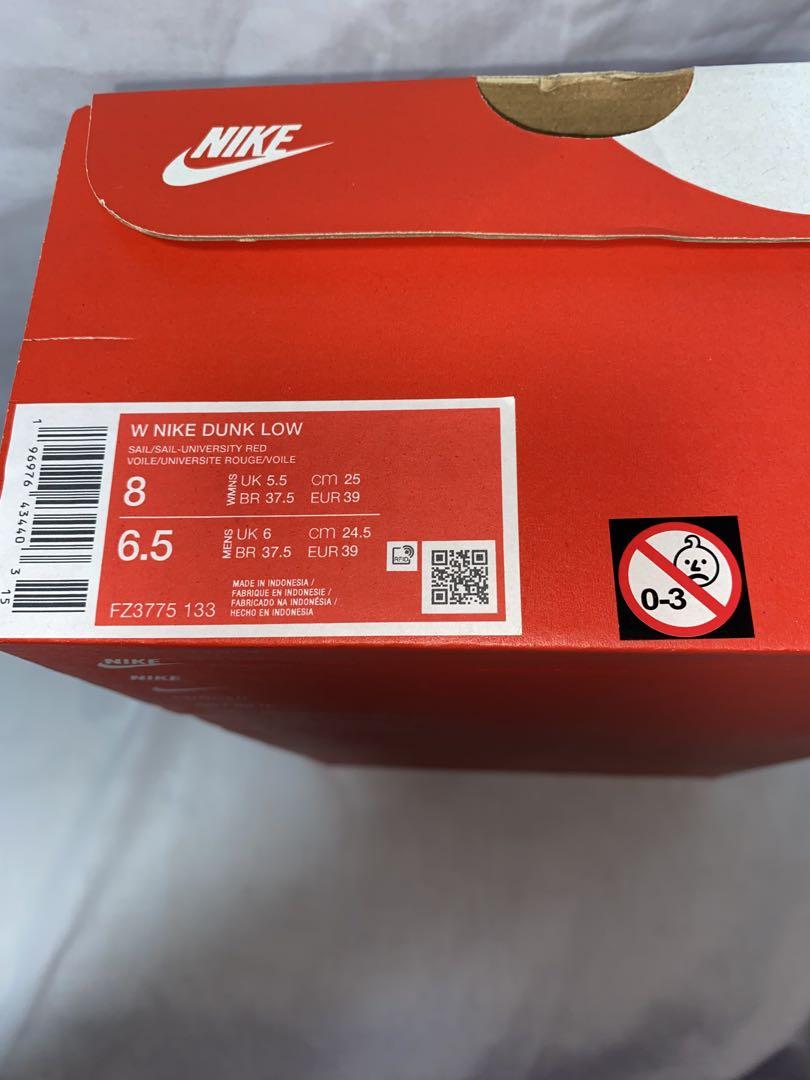 NIKE
W NIKE DUNK LOW
SAIL/SAIL-UNIVERSITY RED
VOILE/UNIVERSITE ROUGE/VOILE
8 WMNS UK 5.5 cm 25
BR 37.5 EUR 39
6.5 MENS UK 6 cm 24.5
BR 37.5 EUR 39
RFID
MADE IN INDONESIA /
FABRIQUE EN INDONESIE /
FABRICADO NA INDONÉSIA /
HECHO EN INDONESIA
FZ3775 133
1 96976 43440 3 15
0-3
NIKE
NIKE